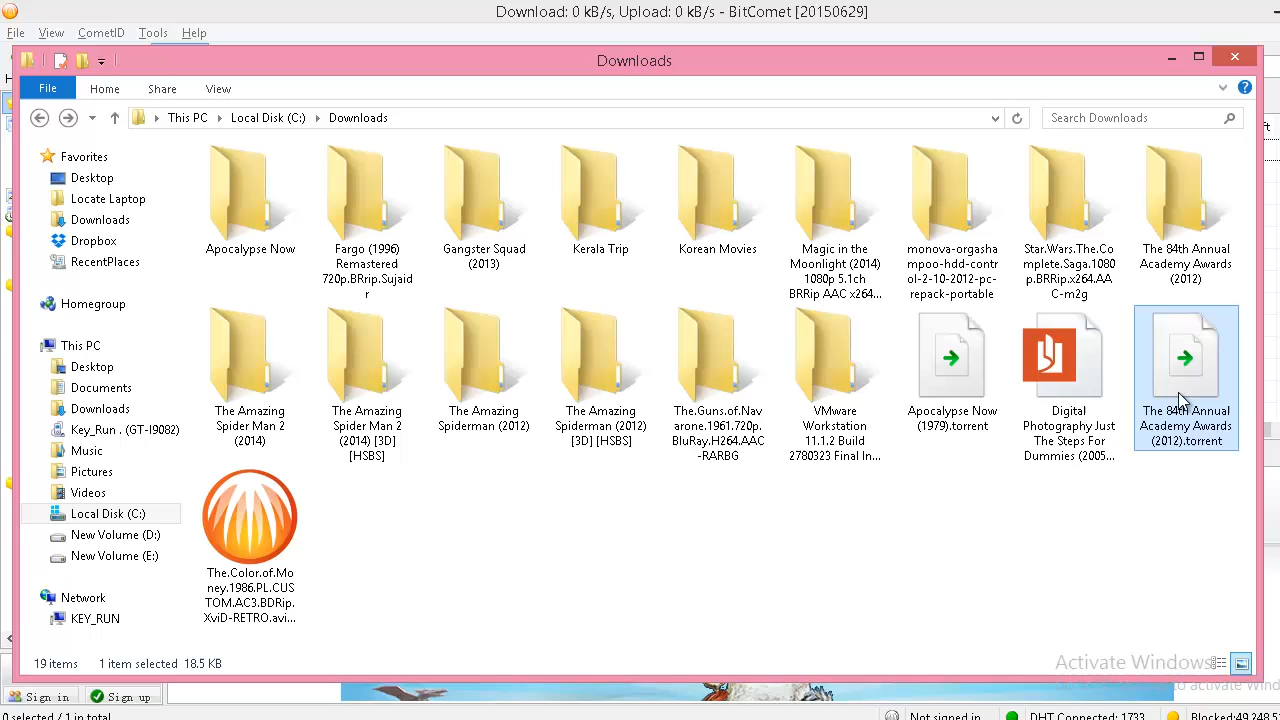 Download: 0 kB/s, Upload: 0 kB/s - BitComet [20150629]
File View CometID Tools Help
Downloads
File Home Share View
This PC Local Disk (C:) Downloads
Search Downloads
Favorites
Desktop
Locate Laptop
Downloads
Dropbox
RecentPlaces
Homegroup
This PC
Desktop
Documents
Downloads
Key_Run . (GT-I9082)
Music
Pictures
Videos
Local Disk (C:)
New Volume (D:)
New Volume (E:)
Network
KEY_RUN
Apocalypse Now
Fargo (1996)
Remastered
720p.BRrip.Sujaid
r
Gangster Squad
(2013)
Kerala Trip
Korean Movies
Magic in the
Moonlight (2014)
1080p 5.1ch
BRRip AAC x264...
monova-orgasha
mpoo-hdd-contr
ol-2-10-2012-pc-
repack-portable
Star.Wars.The.Co
mplete.Saga.1080
p.BRRip.x264.AA
C-m2g
The 84th Annual
Academy Awards
(2012)
The Amazing
Spider Man 2
(2014)
The Amazing
Spider Man 2
(2014) [3D]
[HSBS]
The Amazing
Spiderman (2012)
The Amazing
Spiderman (2012)
[3D] [HSBS]
The.Guns.of.Nav
arone.1961.720p.
BluRay.H264.AAC
-RARBG
VMware
Workstation
11.1.2 Build
2780323 Final In...
Apocalypse Now
(1979).torrent
Digital
Photography Just
The Steps For
Dummies (2005...
The 84th Annual
Academy Awards
(2012).torrent
The.Color.of.Mo
ney.1986.PL.CUS
TOM.AC3.BDRip.
XviD-RETRO.avi...
19 items 1 item selected 18.5 KB
Activate Windows
to activate Wind
Sign in Sign up
0 selected / 1 in total
Not signed in DHT Connected: 1733